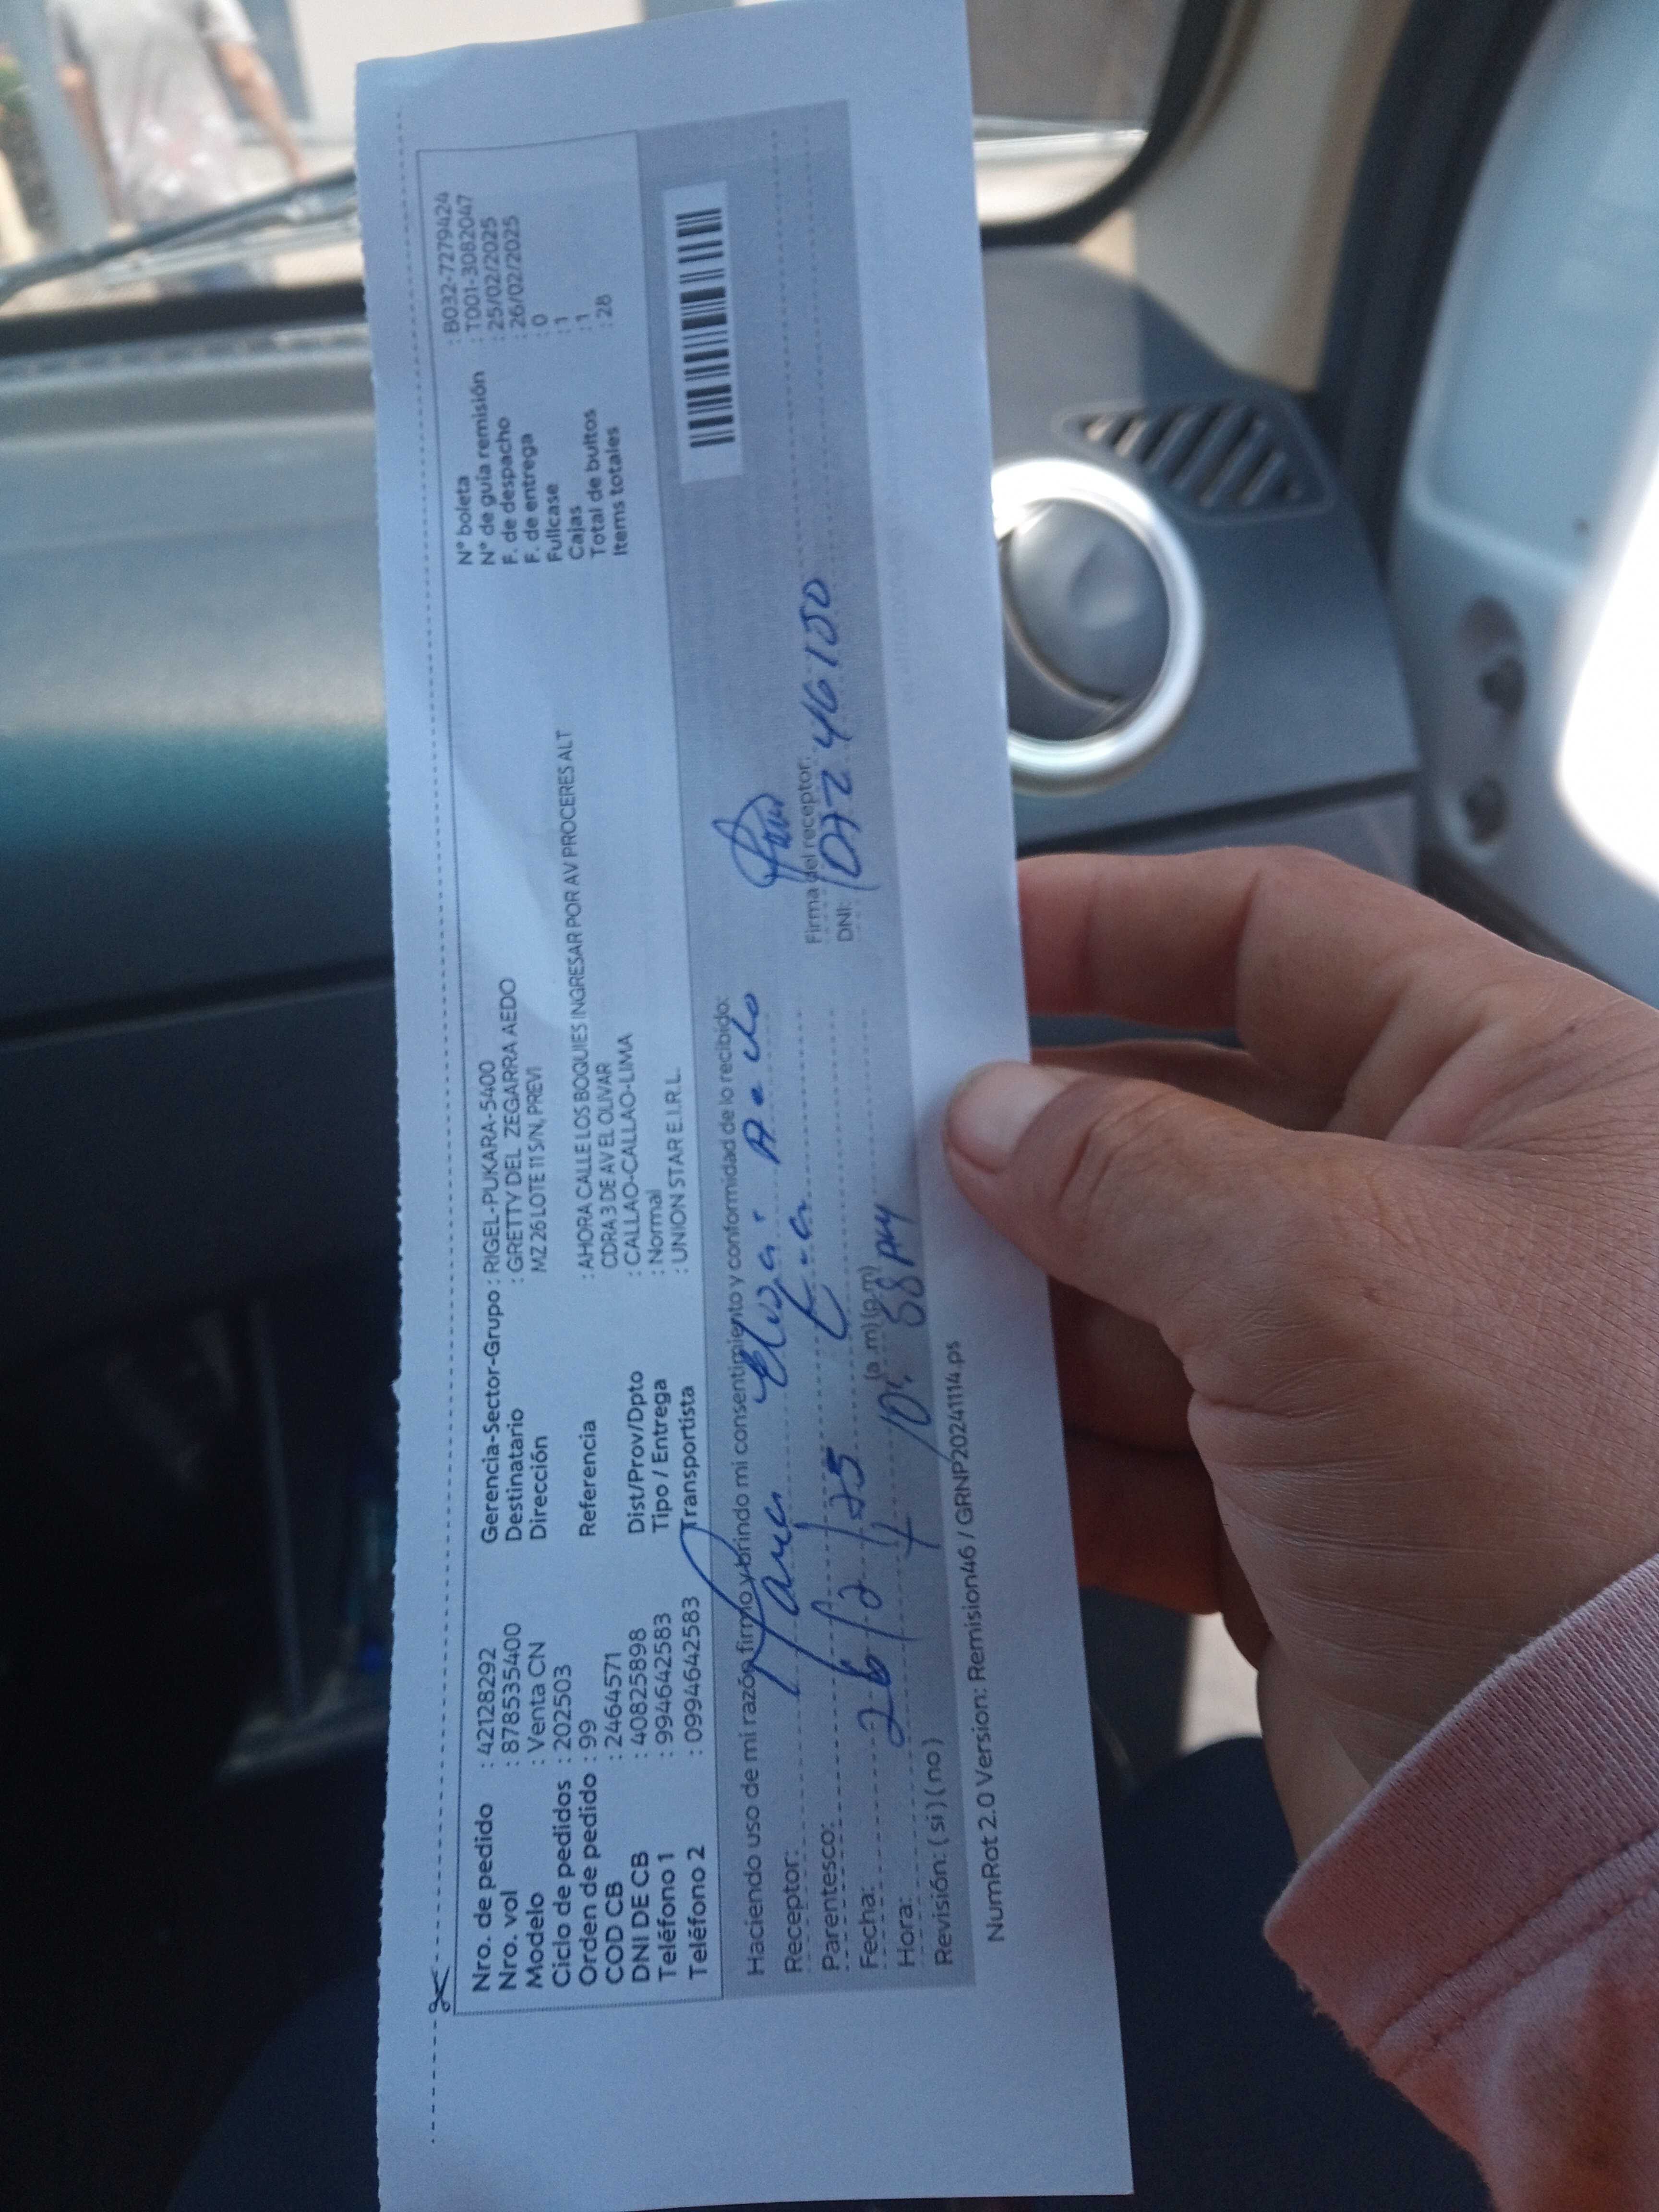 Nro. de pedido : 42128292
Nro. vol : 878535400
Modelo : Venta CN
Ciclo de pedidos : 202503
Orden de pedido : 99
COD CB : 2464571
DNI DE CB : 40825898
Teléfono 1 : 994642583
Teléfono 2 : 0994642583
Gerencia-Sector-Grupo : RIGEL-PUKARA-5400
Destinatario : GRETTY DEL ZEGARRA AEDO
Dirección MZ 26 LOTE 11 S/N, PREVI
Referencia : AHORA CALLE LOS BOQUIES INGRESAR POR AV PROCERES ALT
CDRA 3 DE AV EL OLIVAR
Dist/Prov/Dpto : CALLAO-CALLAO-LIMA
Tipo / Entrega : Normal
Transportista : UNION STAR E.I.R.L.
N° boleta : B032-7279424
N° de guía remisión : T001-3082047
F. de despacho : 25/02/2025
F. de entrega : 26/02/2025
Fullcase : 0
Cajas : 1
Total de bultos : 1
Items totales : 28
Haciendo uso de mi razón firmo y brindo mi consentimiento y conformidad de lo recibido:
Receptor: Aedo
Parentesco:
Firma del receptor:
Fecha: 26/2/25
DNI: 07246150
Hora: (a.m) (p.m)
Revisión: (si) (no)
NumRot 2.0 Version: Remision46 / GRNP20241114.ps